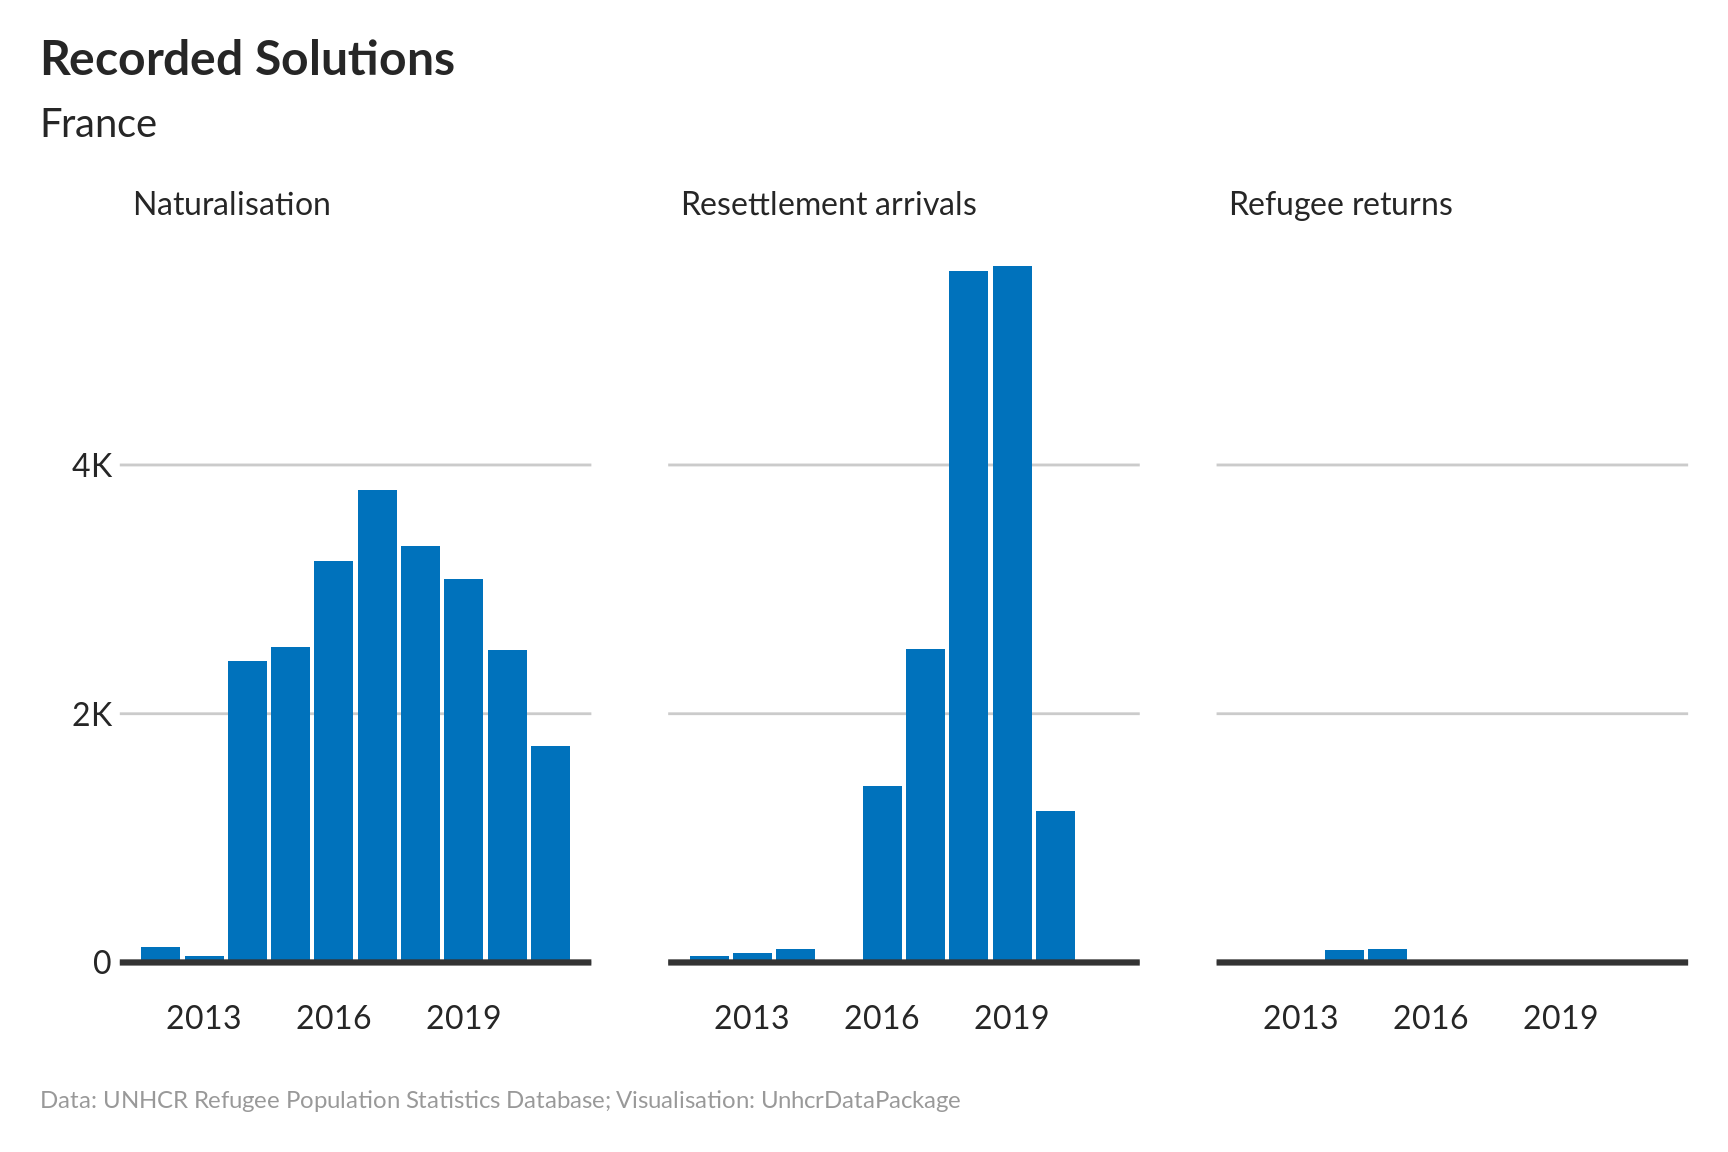 Recorded Solutions
France
Naturalisation
Resettlement arrivals
Refugee returns
4K
2K
0
2013 2016 2019
2013 2016 2019
2013 2016 2019
Data: UNHCR Refugee Population Statistics Database; Visualisation: UnhcrDataPackage